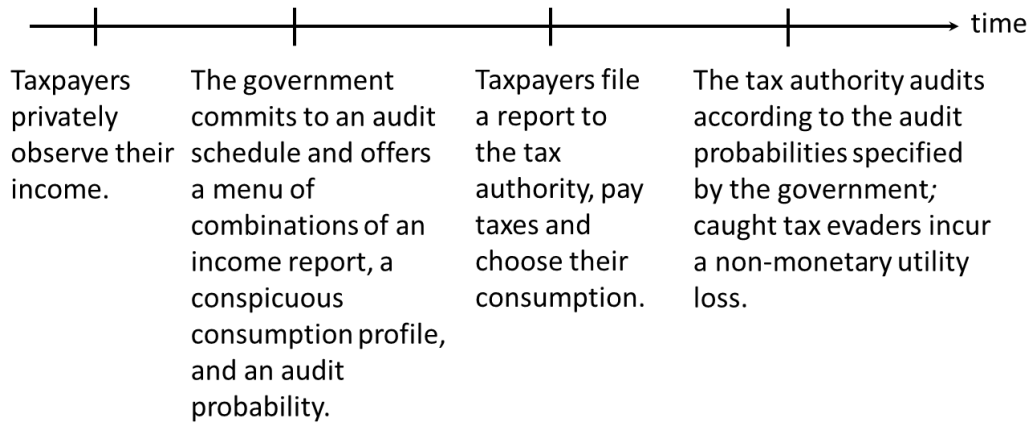 time
Taxpayers
privately
observe their
income.
The government
commits to an audit
schedule and offers
a menu of
combinations of an
income report, a
conspicuous
consumption profile,
and an audit
probability.
Taxpayers file
a report to
the tax
authority, pay
taxes and
choose their
consumption.
The tax authority audits
according to the audit
probabilities specified
by the government;
caught tax evaders incur
a non-monetary utility
loss.